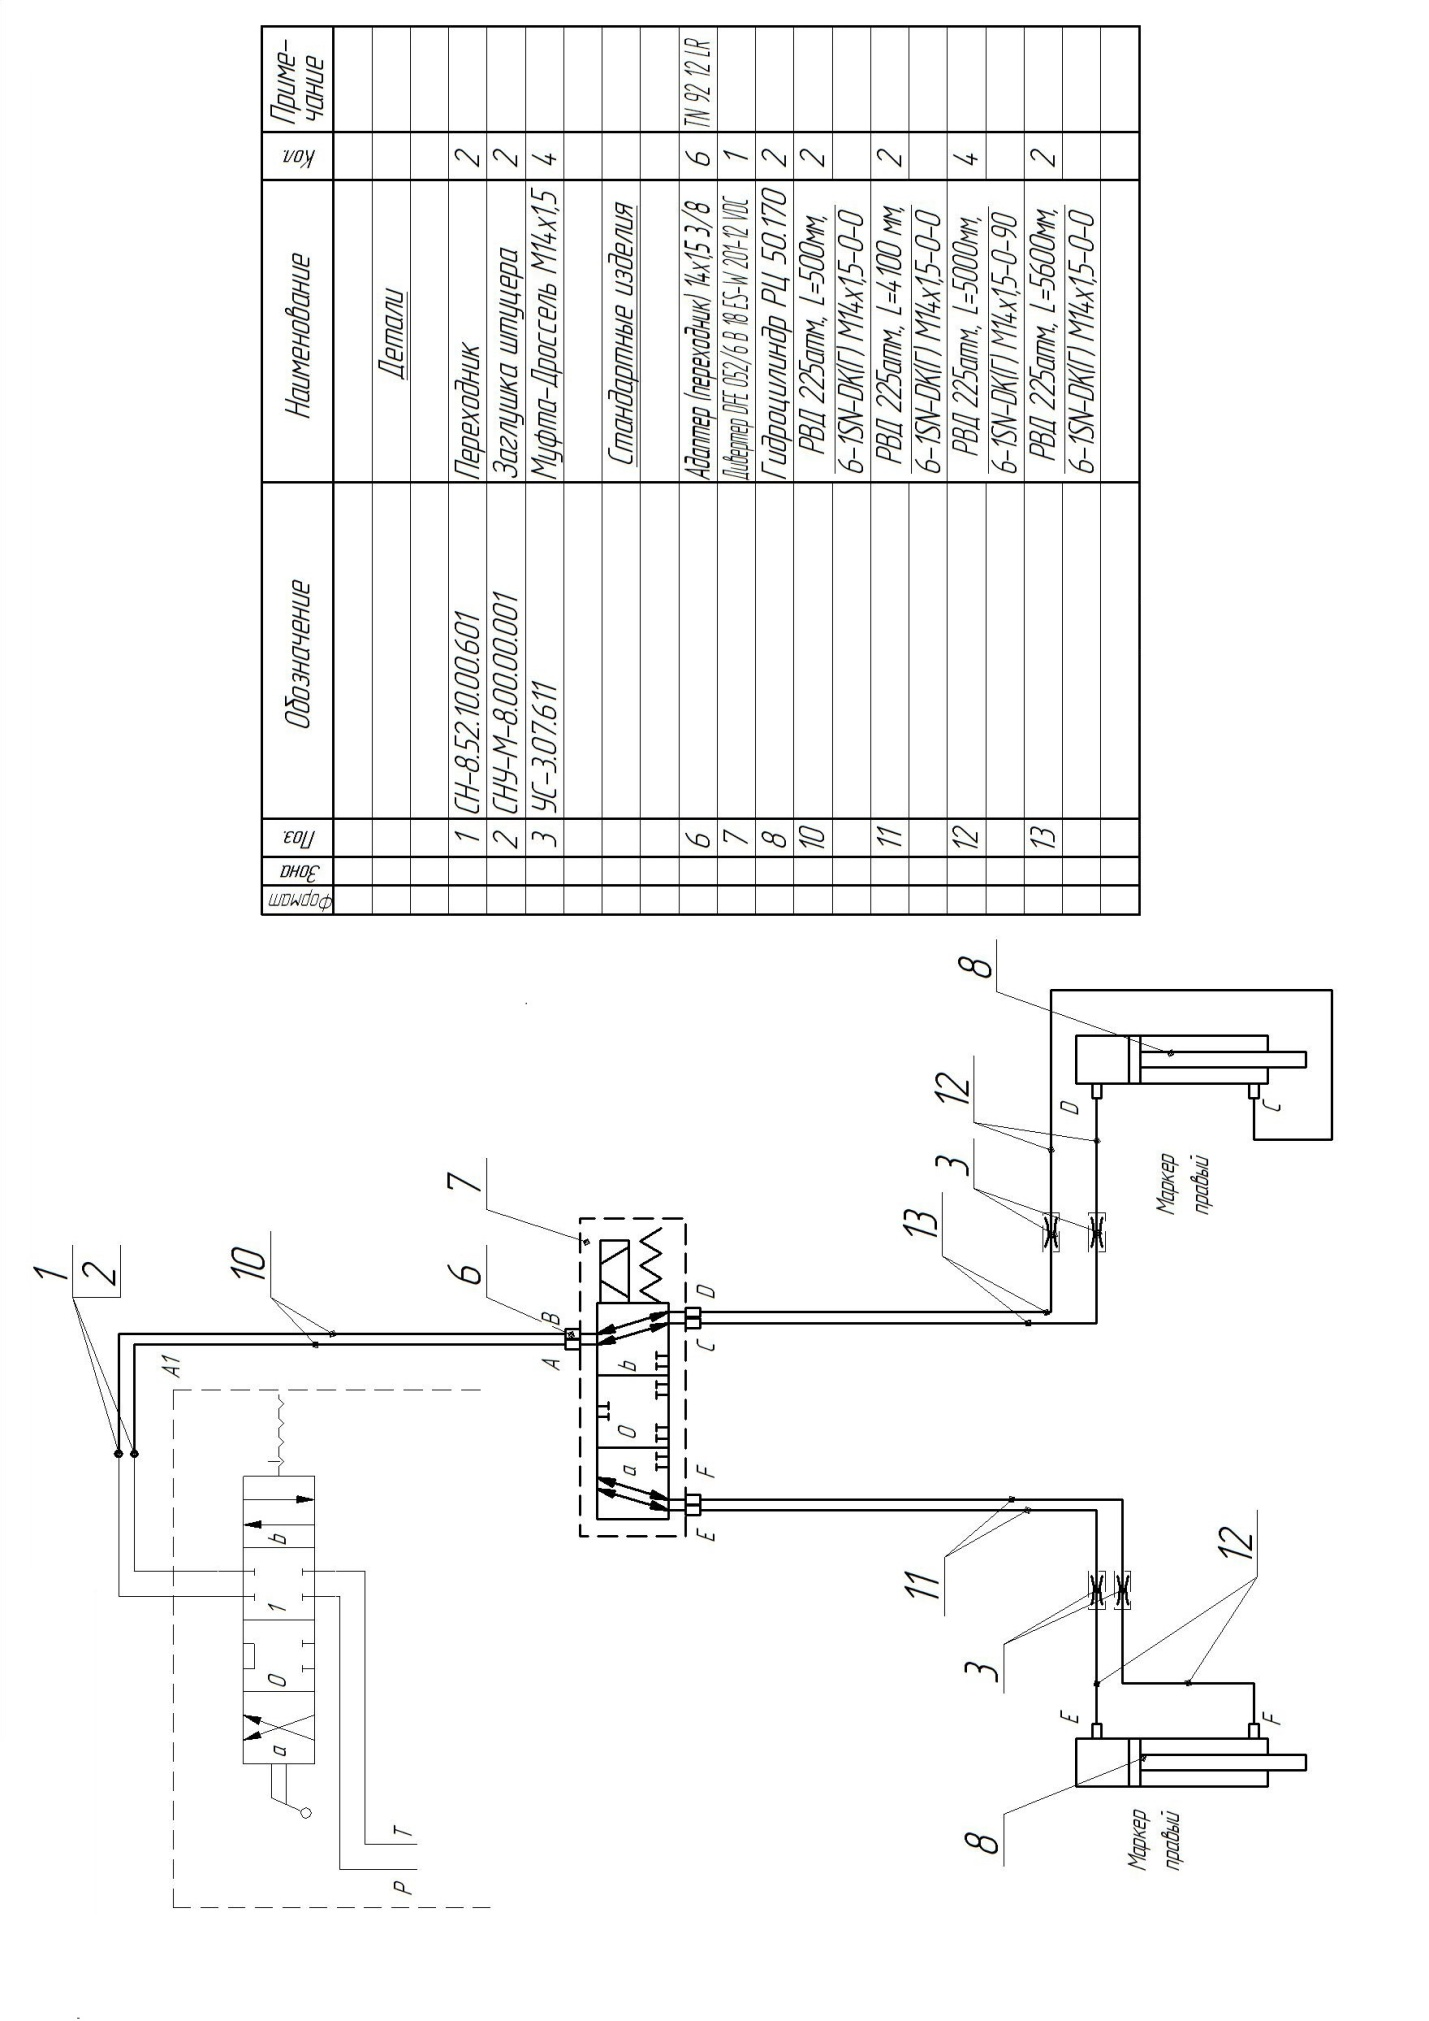 Формат Зона Поз. Обозначение Наименование Кол. Приме-
чание
Детали
1 СН-8.52.10.00.601 Переходник 2
2 СНУ-М-8.00.00.001 Заглушка штуцера 2
3 УС-3.07.611 Муфта-Дроссель М14х1,5 4
Стандартные изделия
6 Адаптер (переходник) 14х1,5 3/8 6 TN 92 12 LR
7 Дивертер DFE 052/6 B 18 ES-W 201-12 VDC 1
8 Гидроцилиндр РЦ 50.170 2
10 РВД 225атм., L=500мм, 2
6-1SN-DK(Г) М14х1,5-0-0
11 РВД 225атм., L=4100 мм, 2
6-1SN-DK(Г) М14х1,5-0-0
12 РВД 225атм., L=5000мм, 4
6-1SN-DK(Г) М14х1,5-0-90
13 РВД 225атм., L=5600мм, 2
6-1SN-DK(Г) М14х1,5-0-0
1
2
A1
10
a 0 1 b
P T
6
7
A B
a 0 b
E F C D
11
13
3
3
12
12
E
F
D
C
8
8
Маркер
правый
Маркер
правый